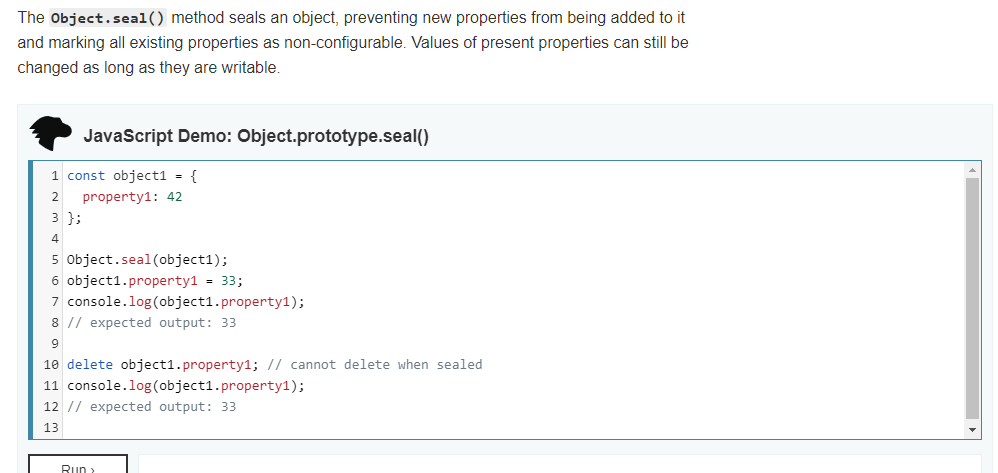 The Object.seal() method seals an object, preventing new properties from being added to it
and marking all existing properties as non-configurable. Values of present properties can still be
changed as long as they are writable.
JavaScript Demo: Object.prototype.seal()
1 const object1 = {
2   property1: 42
3 };
4
5 Object.seal(object1);
6 object1.property1 = 33;
7 console.log(object1.property1);
8 // expected output: 33
9
10 delete object1.property1; // cannot delete when sealed
11 console.log(object1.property1);
12 // expected output: 33
13
Run ›